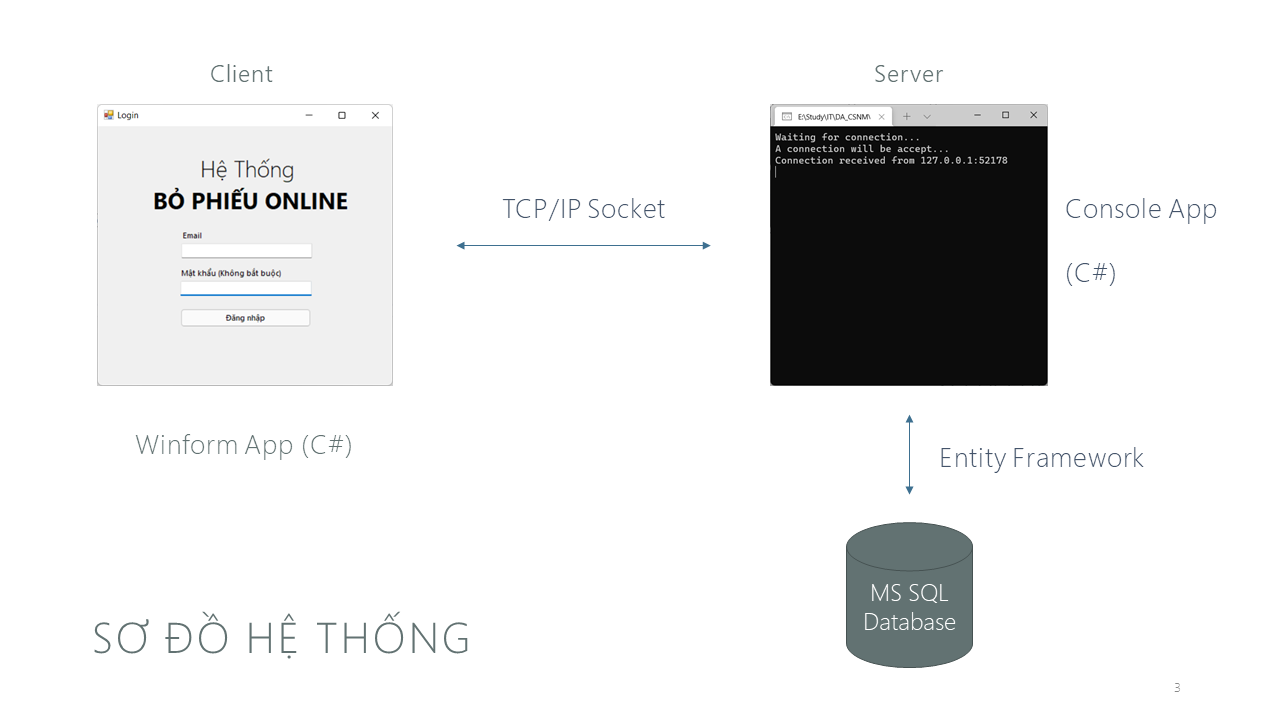 Client
Login
Hệ Thống
BỎ PHIẾU ONLINE
Email
Mật khẩu (Không bắt buộc)
Đăng nhập
Winform App (C#)
TCP/IP Socket
Server
E:\Study\IT\DA_CSNM\
Waiting for connection...
A connection will be accept...
Connection received from 127.0.0.1:52178
Console App
(C#)
Entity Framework
MS SQL
Database
SƠ ĐỒ HỆ THỐNG
3